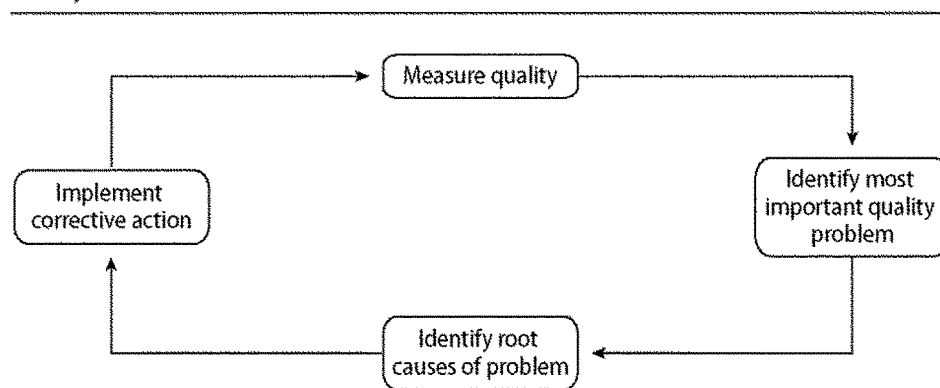 Measure quality
Implement
corrective action
Identify most
important quality
problem
Identify root
causes of problem